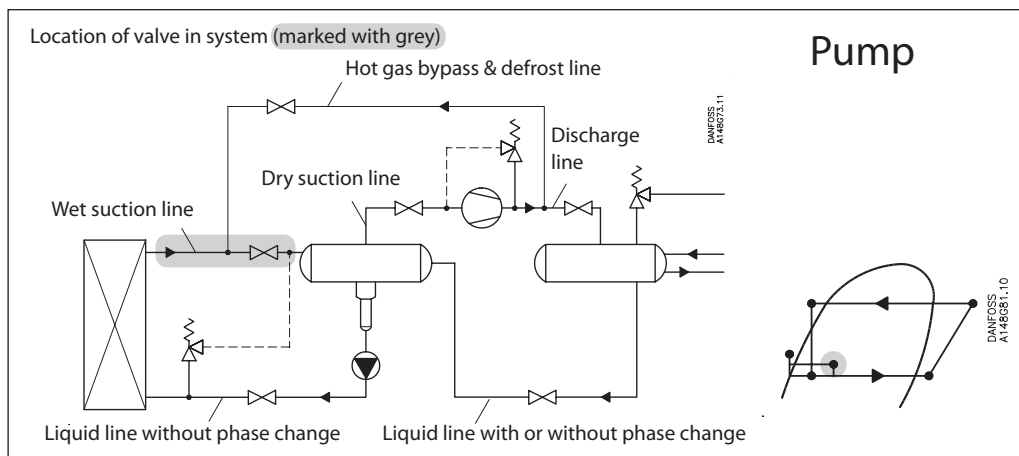 Location of valve in system (marked with grey)
Pump
Hot gas bypass & defrost line
DANFOSS
A148G73.11
Discharge
line
Dry suction line
Wet suction line
DANFOSS
A148G81.10
Liquid line without phase change
Liquid line with or without phase change